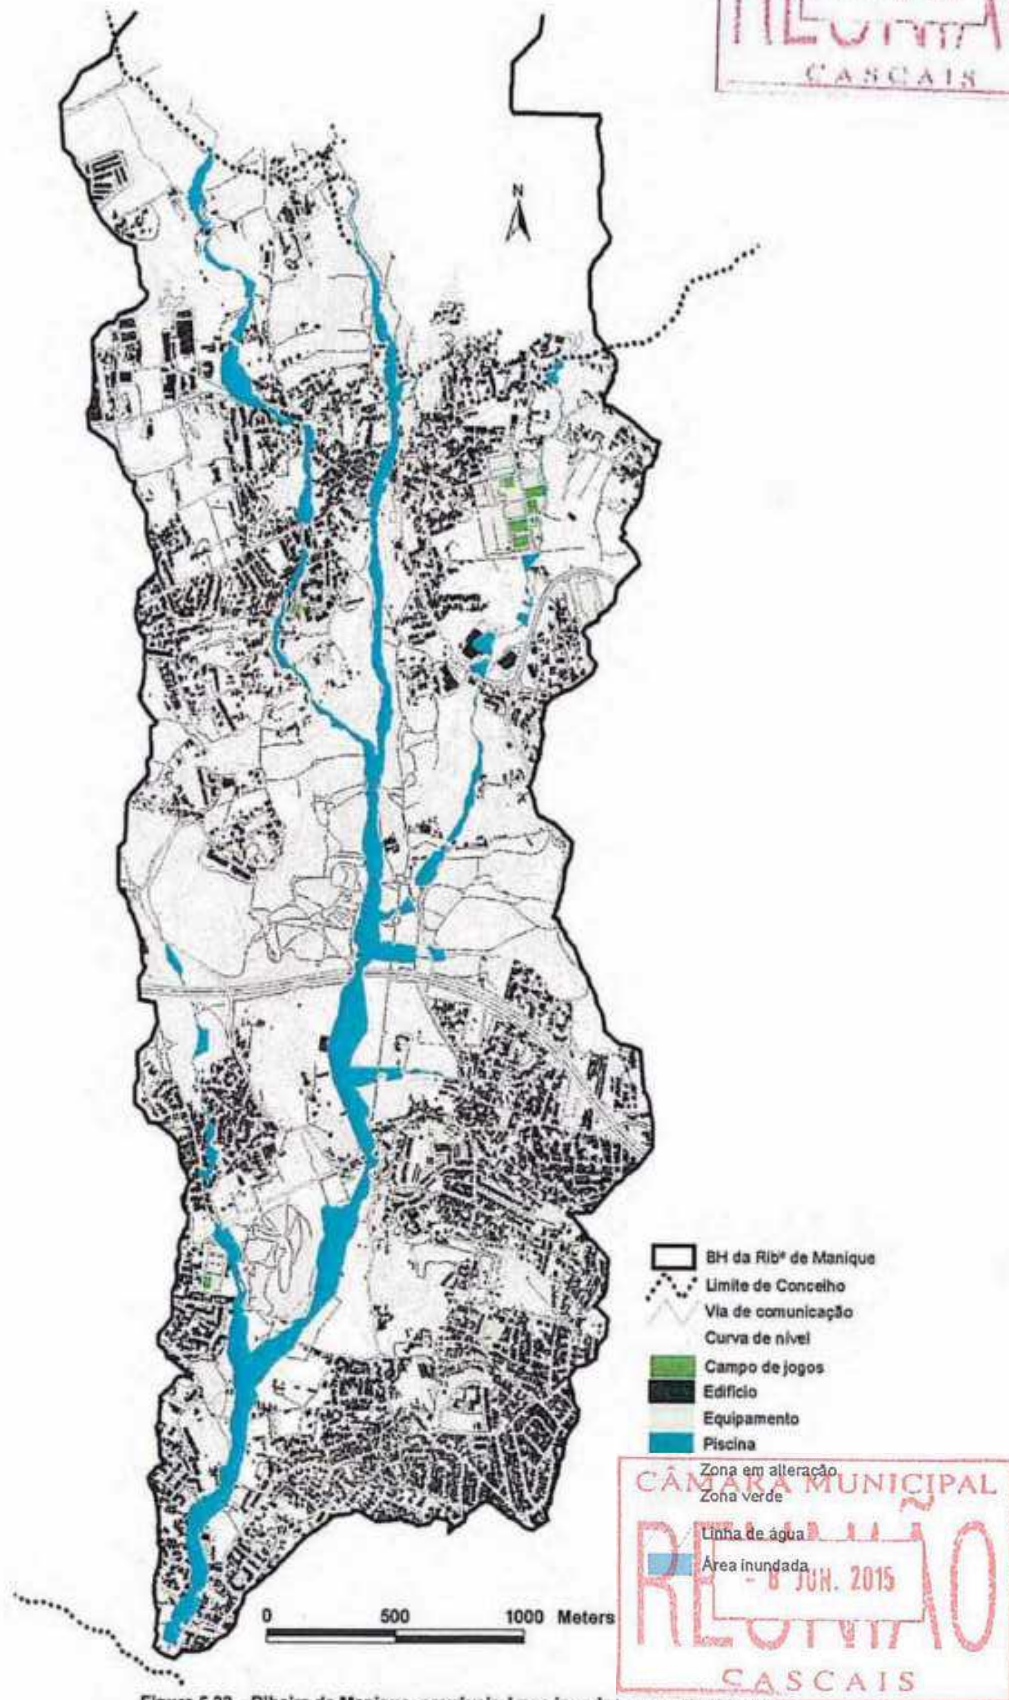 CASCAIS
N
BH da Ribª de Manique
Limite de Concelho
Via de comunicação
Curva de nível
Campo de jogos
Edifício
Equipamento
Piscina
Zona em alteração
Zona verde
Linha de água
Área inundada
CÂMARA MUNICIPAL
REUNIÃO
- 8 JUN. 2015
CASCAIS
0 500 1000 Meters